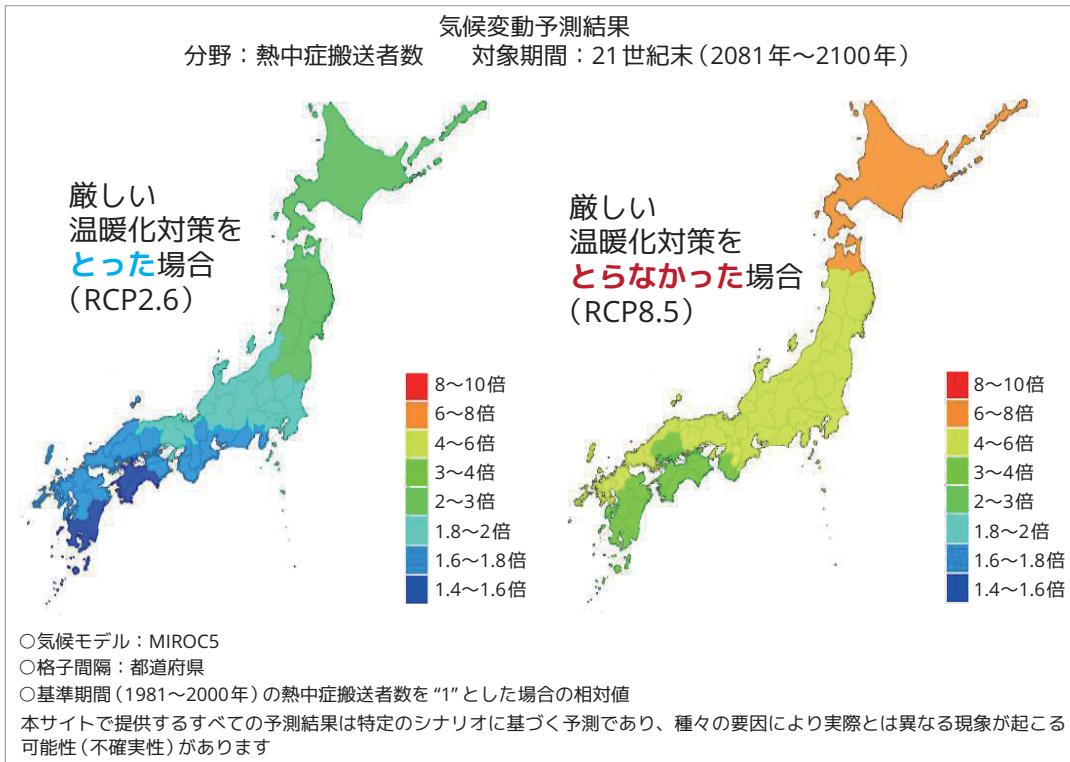 気候変動予測結果
分野：熱中症搬送者数　対象期間：21世紀末（2081年～2100年）
厳しい
温暖化対策を
とった場合
（RCP2.6）
8～10倍
6～8倍
4～6倍
3～4倍
2～3倍
1.8～2倍
1.6～1.8倍
1.4～1.6倍
厳しい
温暖化対策を
とらなかった場合
（RCP8.5）
8～10倍
6～8倍
4～6倍
3～4倍
2～3倍
1.8～2倍
1.6～1.8倍
1.4～1.6倍
○気候モデル：MIROC5
○格子間隔：都道府県
○基準期間（1981～2000年）の熱中症搬送者数を“1”とした場合の相対値
本サイトで提供するすべての予測結果は特定のシナリオに基づく予測であり、種々の要因により実際とは異なる現象が起こる
可能性（不確実性）があります